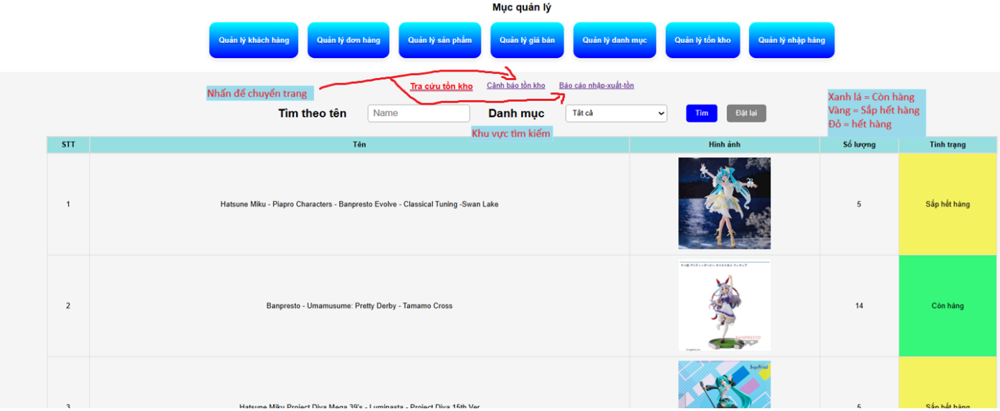 Mục quản lý
Quản lý khách hàng Quản lý đơn hàng Quản lý sản phẩm Quản lý giá bán Quản lý danh mục Quản lý tồn kho Quản lý nhập hàng
Nhấn để chuyển trang
Tra cứu tồn kho Cảnh báo tồn kho Báo cáo nhập-xuất-tồn
Xanh lá = Còn hàng
Vàng = Sắp hết hàng
Đỏ = hết hàng
Tìm theo tên Name Danh mục Tất cả Tìm Đặt lại
Khu vực tìm kiếm
STT Tên Hình ảnh Số lượng Tình trạng
1 Hatsune Miku - Piapro Characters - Banpresto Evolve - Classical Tuning -Swan Lake 5 Sắp hết hàng
2 Banpresto - Umamusume: Pretty Derby - Tamamo Cross 14 Còn hàng
BANPRESTO
3 Hatsune Miku Project Diva Mega 39's - Luminasta - Project Diva 15th Ver 5 Sắp hết hàng